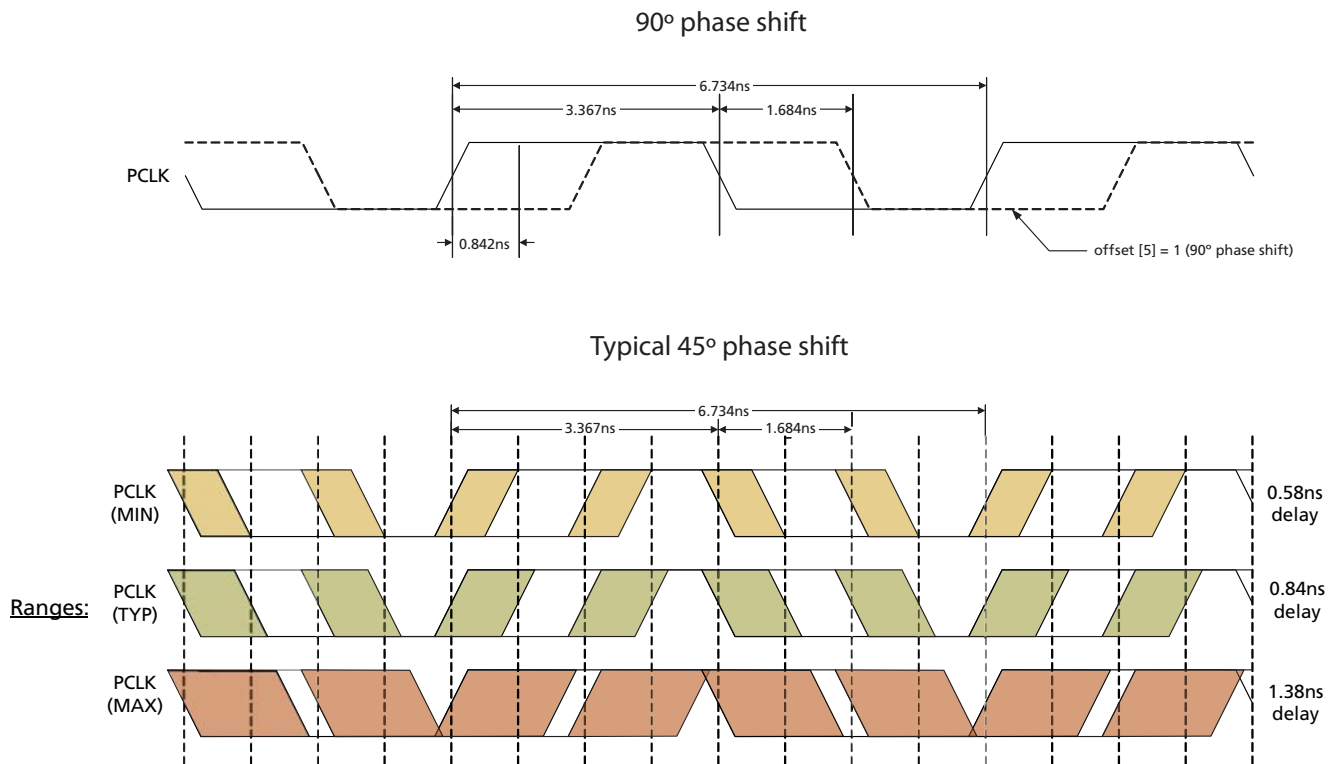 90º phase shift
6.734ns
3.367ns
1.684ns
PCLK
0.842ns
offset [5] = 1 (90º phase shift)
Typical 45º phase shift
6.734ns
3.367ns
1.684ns
PCLK
(MIN)
0.58ns
delay
Ranges:
PCLK
(TYP)
0.84ns
delay
PCLK
(MAX)
1.38ns
delay